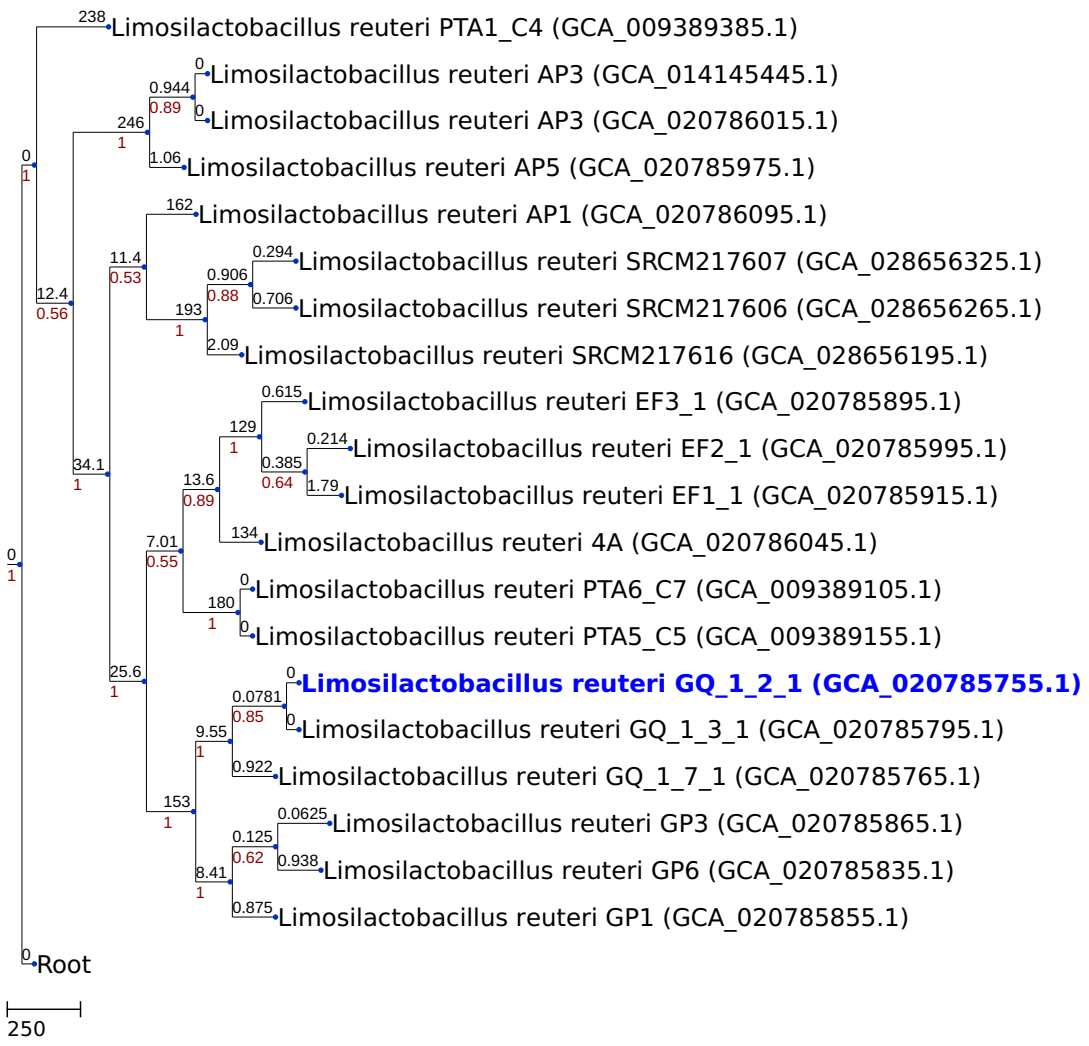 238
Limosilactobacillus reuteri PTA1_C4 (GCA_009389385.1)
0
Limosilactobacillus reuteri AP3 (GCA_014145445.1)
0.944
0.89
0
Limosilactobacillus reuteri AP3 (GCA_020786015.1)
246
1
1.06
Limosilactobacillus reuteri AP5 (GCA_020785975.1)
0
1
162
Limosilactobacillus reuteri AP1 (GCA_020786095.1)
0.294
Limosilactobacillus reuteri SRCM217607 (GCA_028656325.1)
11.4
0.53
0.906
0.88
12.4
0.56
0.706
Limosilactobacillus reuteri SRCM217606 (GCA_028656265.1)
193
1
2.09
Limosilactobacillus reuteri SRCM217616 (GCA_028656195.1)
0.615
Limosilactobacillus reuteri EF3_1 (GCA_020785895.1)
129
1
0.214
Limosilactobacillus reuteri EF2_1 (GCA_020785995.1)
34.1
1
0.385
0.64
13.6
0.89
1.79
Limosilactobacillus reuteri EF1_1 (GCA_020785915.1)
134
Limosilactobacillus reuteri 4A (GCA_020786045.1)
7.01
0.55
0
1
0
Limosilactobacillus reuteri PTA6_C7 (GCA_009389105.1)
180
1
0
Limosilactobacillus reuteri PTA5_C5 (GCA_009389155.1)
25.6
1
0
Limosilactobacillus reuteri GQ_1_2_1 (GCA_020785755.1)
0.0781
0.85
0
Limosilactobacillus reuteri GQ_1_3_1 (GCA_020785795.1)
9.55
1
0.922
Limosilactobacillus reuteri GQ_1_7_1 (GCA_020785765.1)
153
1
0.0625
Limosilactobacillus reuteri GP3 (GCA_020785865.1)
0.125
0.62
0.938
Limosilactobacillus reuteri GP6 (GCA_020785835.1)
8.41
1
0.875
Limosilactobacillus reuteri GP1 (GCA_020785855.1)
0
Root
250